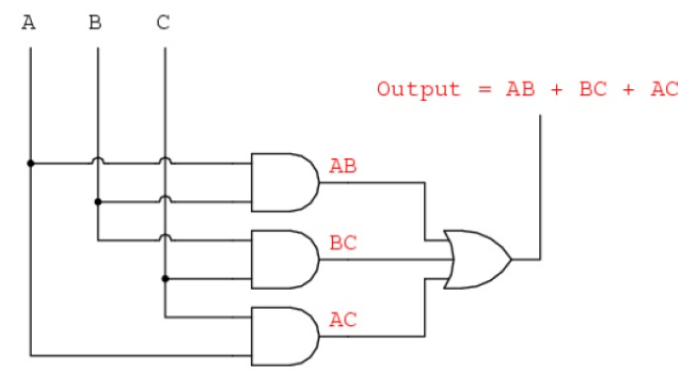 A B C
Output = AB + BC + AC
AB
BC
AC